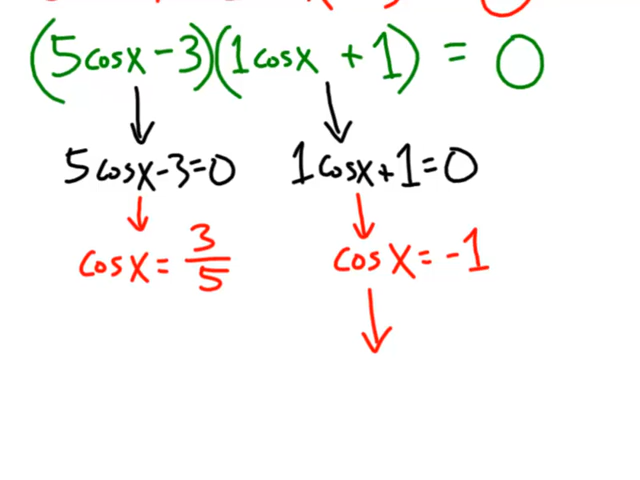 (5cosx-3)(1cosx + 1) = 0
5cosx-3=0 1cosx+1=0
cosx = 3/5 cosx = -1